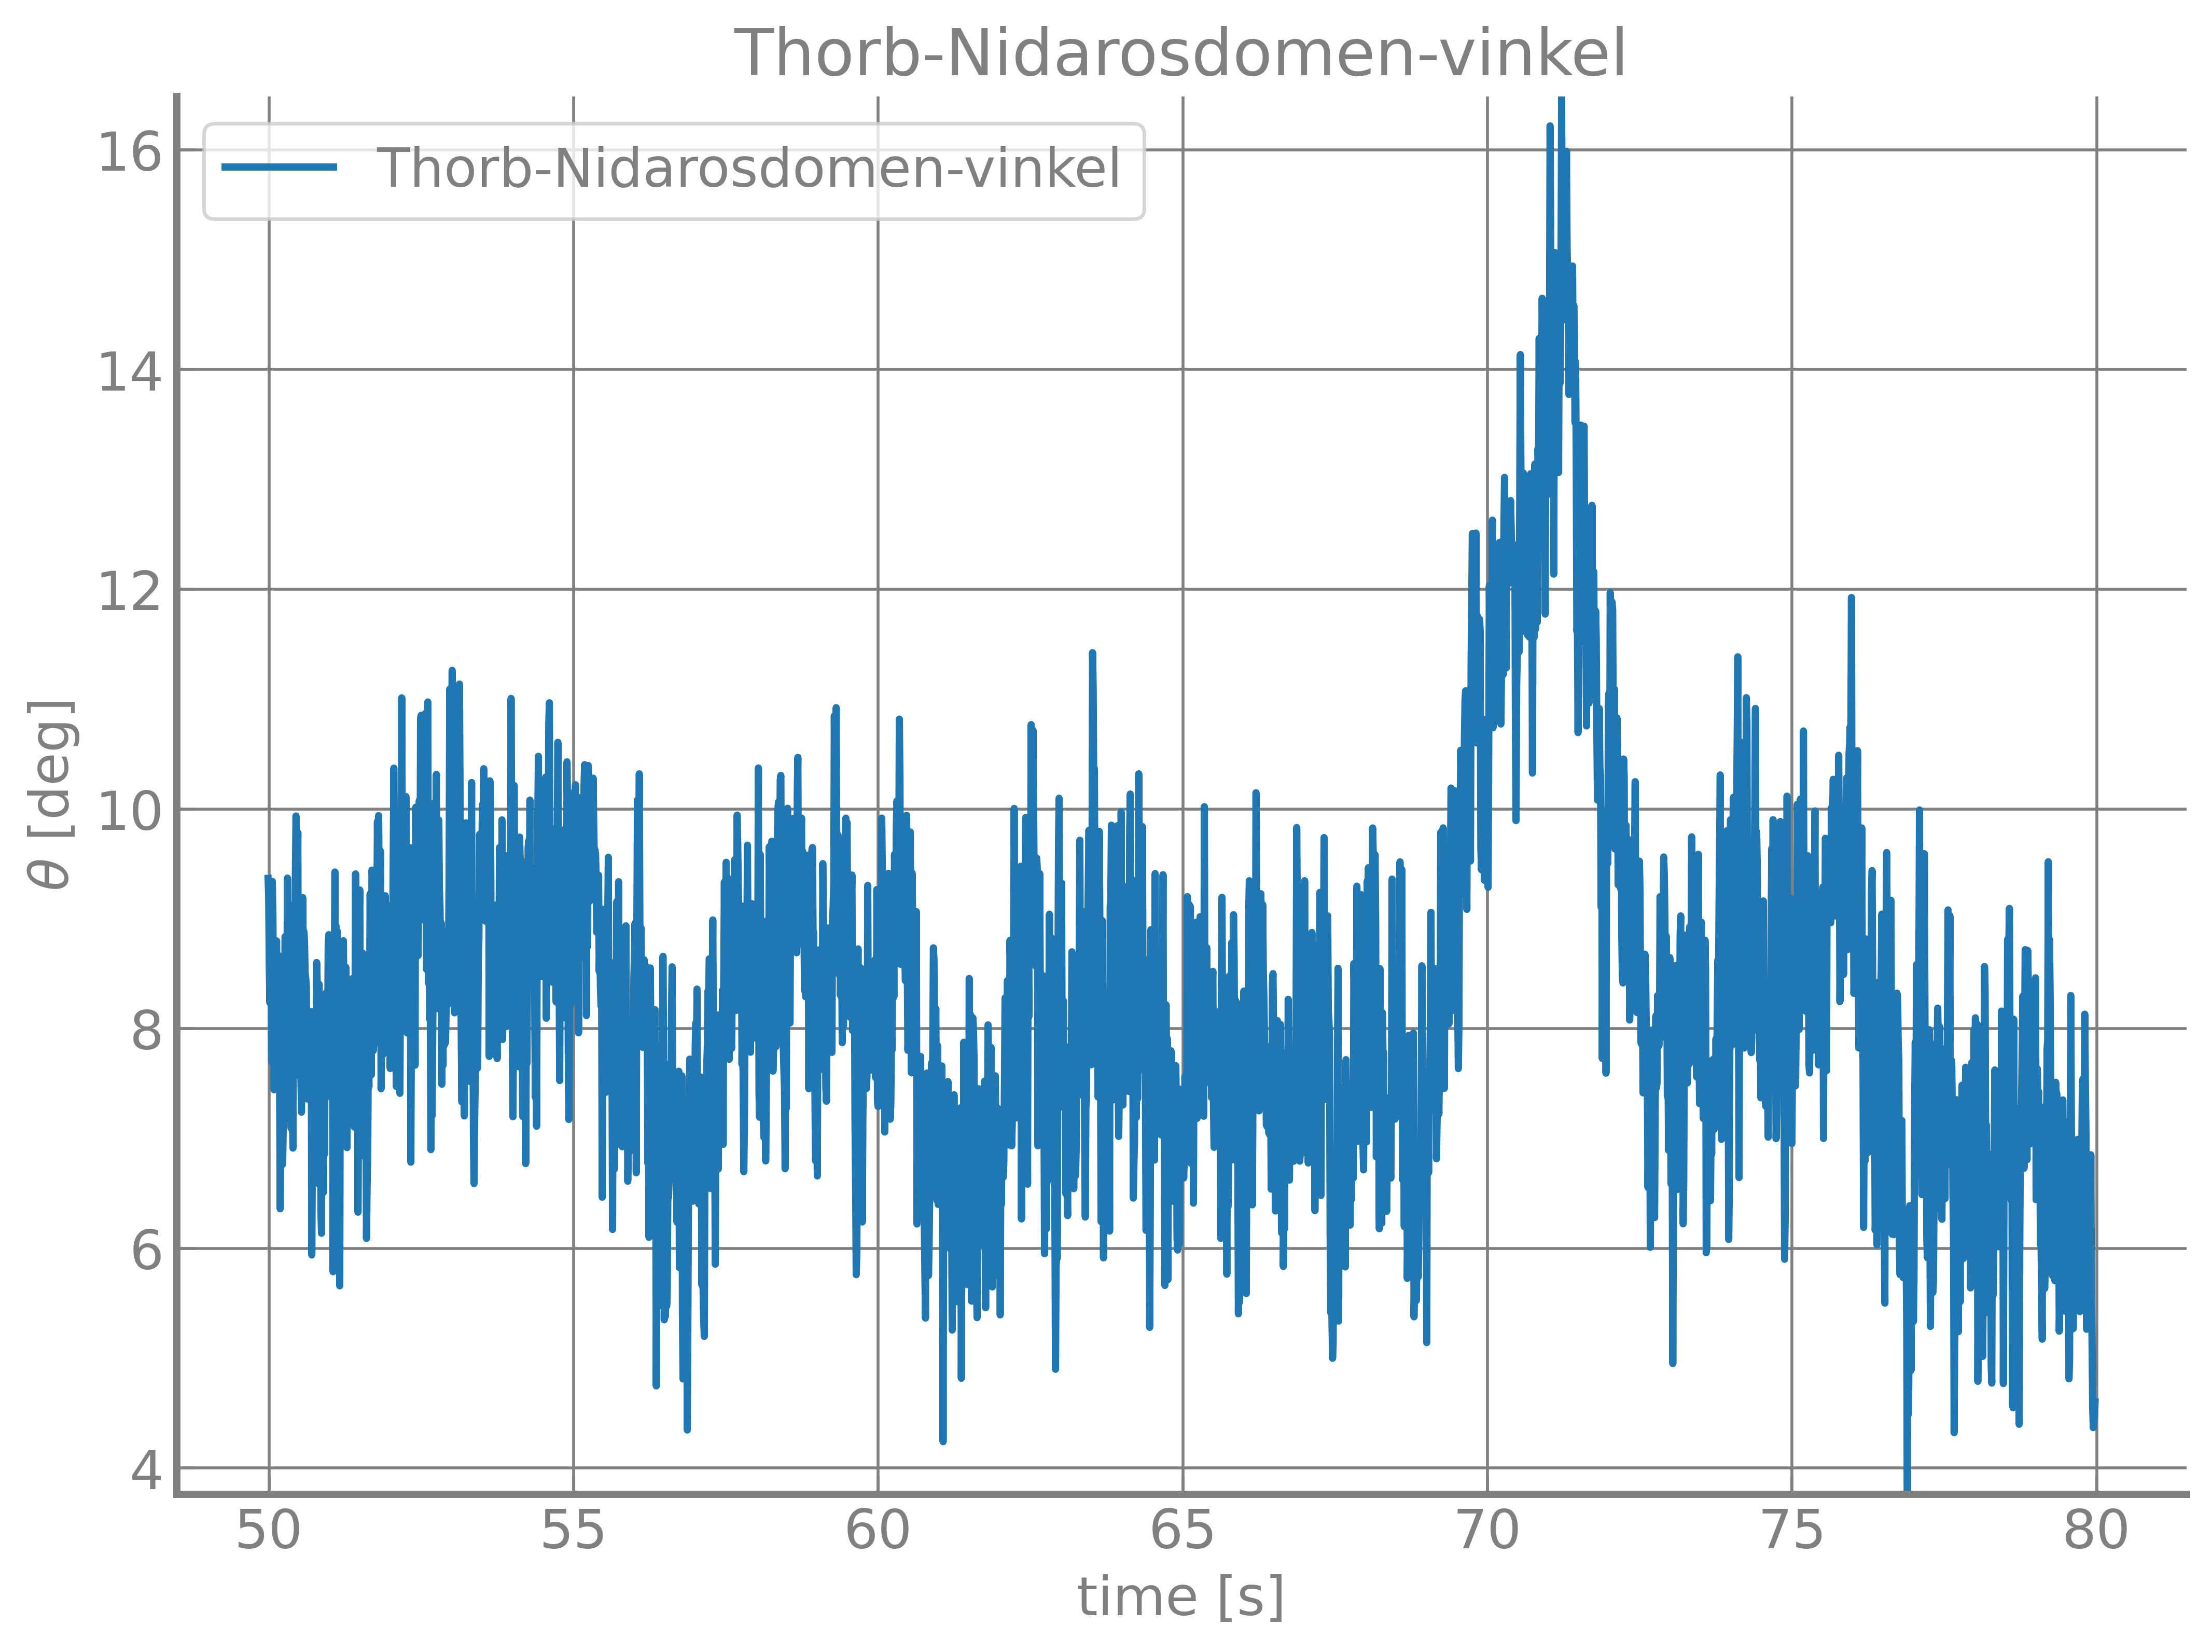 Thorb-Nidarosdomen-vinkel
Thorb-Nidarosdomen-vinkel
16
14
12
10
8
6
4
θ [deg]
50 55 60 65 70 75 80
time [s]